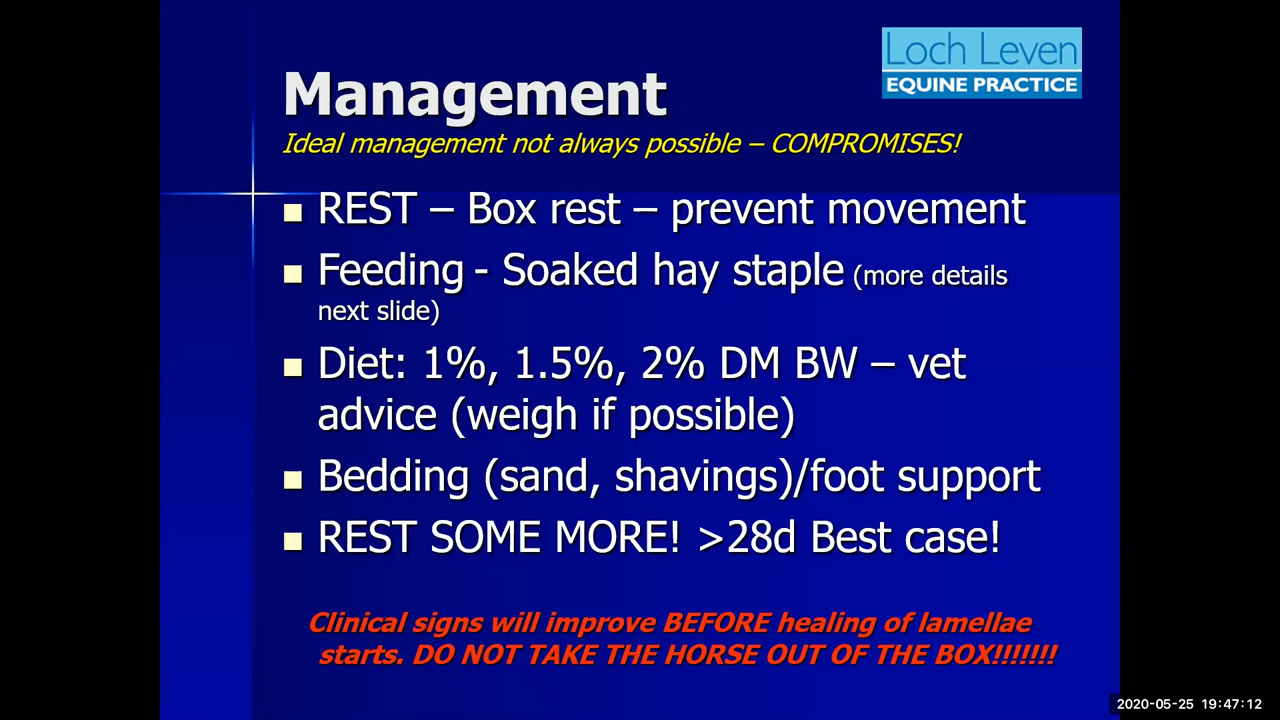 Loch Leven
EQUINE PRACTICE
Management
Ideal management not always possible – COMPROMISES!
REST – Box rest – prevent movement
Feeding - Soaked hay staple (more details
next slide)
Diet: 1%, 1.5%, 2% DM BW – vet
advice (weigh if possible)
Bedding (sand, shavings)/foot support
REST SOME MORE! >28d Best case!
Clinical signs will improve BEFORE healing of lamellae
starts. DO NOT TAKE THE HORSE OUT OF THE BOX!!!!!!!
2020-05-25 19:47:12